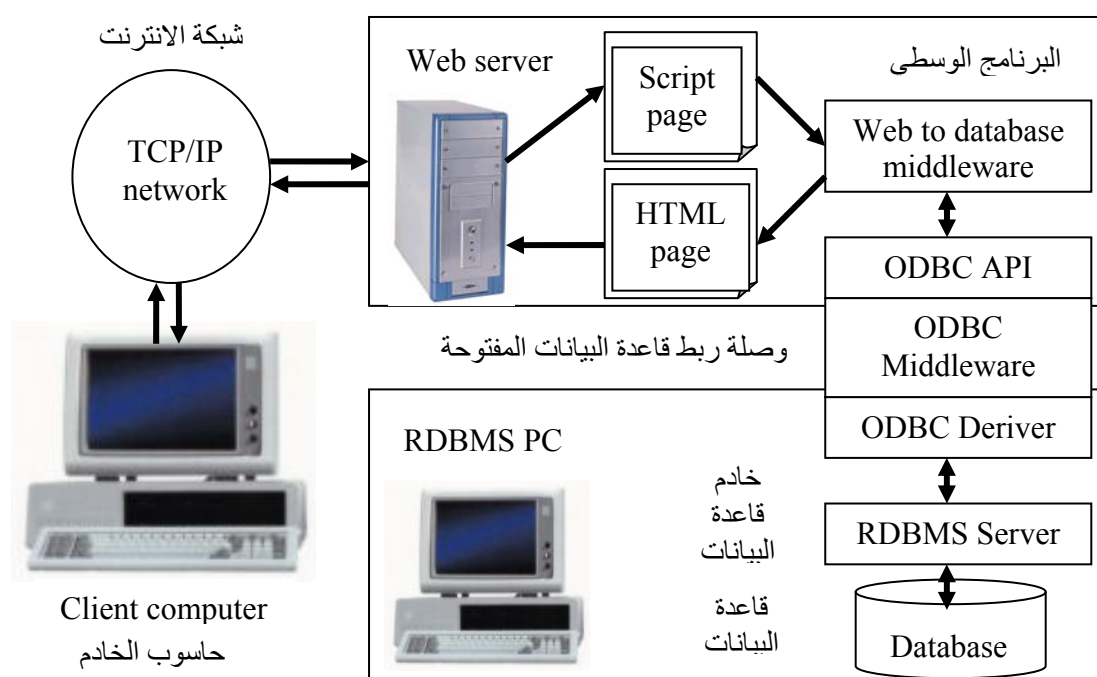 شبكة الانترنت
TCP/IP
network
Client computer
حاسوب الخادم
Web server
Script
page
HTML
page
البرنامج الوسطي
Web to database
middleware
ODBC API
ODBC
Middleware
ODBC Deriver
وصلة ربط قاعدة البيانات المفتوحة
RDBMS PC
خادم
قاعدة
البيانات
RDBMS Server
قاعدة
البيانات
Database